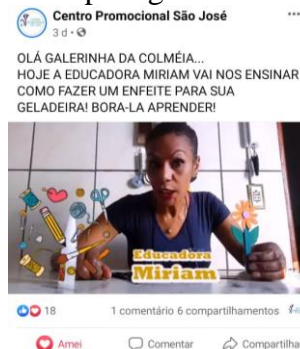 Centro Promocional São José
3 d •
OLÁ GALERINHA DA COLMÉIA...
HOJE A EDUCADORA MIRIAM VAI NOS ENSINAR
COMO FAZER UM ENFEITE PARA SUA
GELADEIRA! BORA-LA APRENDER!
Educadora
Miriam
18 1 comentário 6 compartilhamentos
Amei Comentar Compartilha